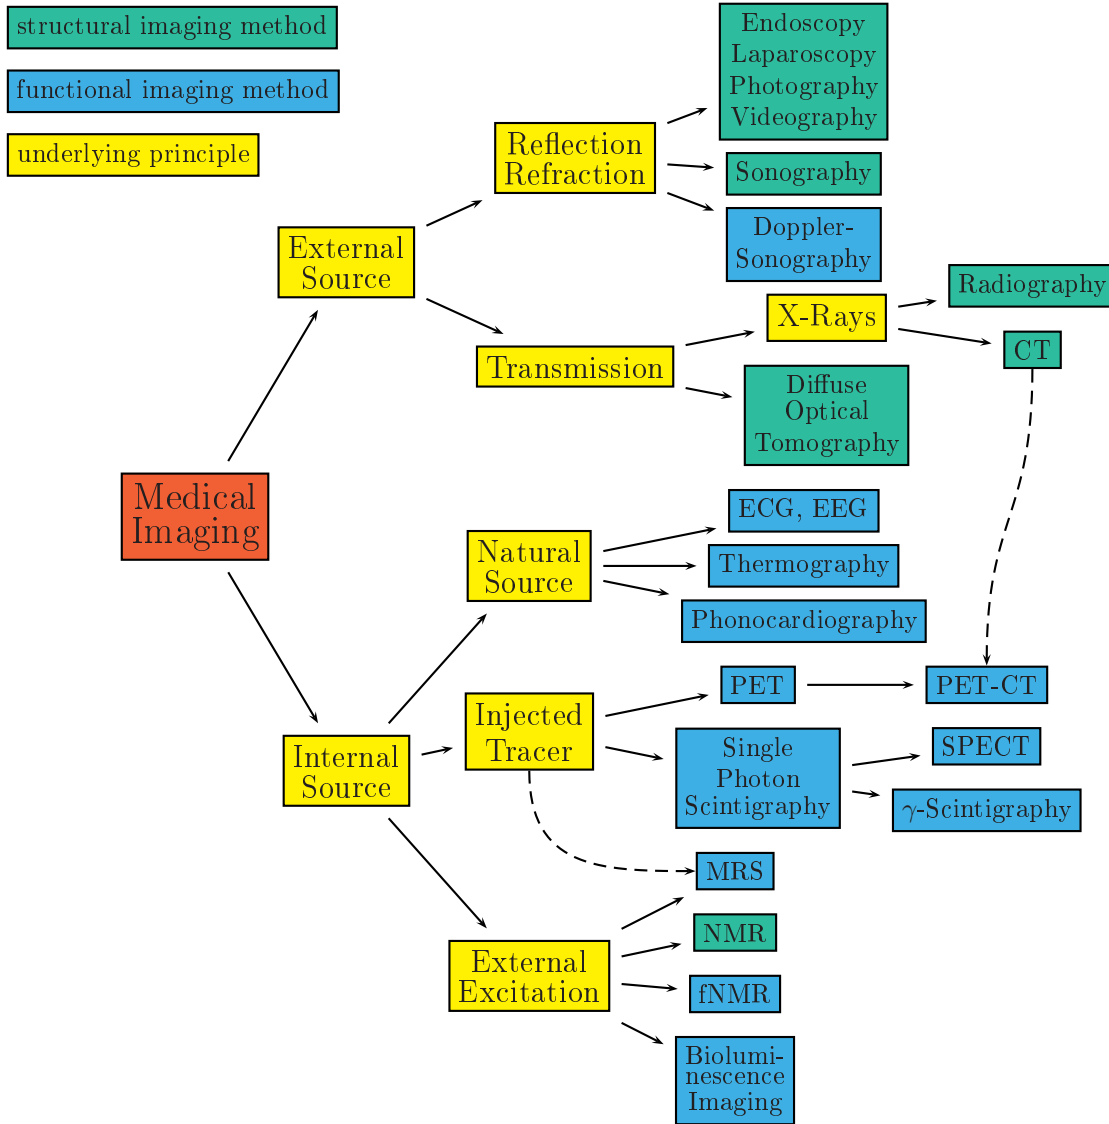 structural imaging method
functional imaging method
underlying principle
Endoscopy
Laparoscopy
Photography
Videography
Reflection
Refraction
Sonography
Doppler-
Sonography
External
Source
Radiography
X-Rays
CT
Transmission
Diffuse
Optical
Tomography
Medical
Imaging
ECG, EEG
Natural
Source
Thermography
Phonocardiography
PET
PET-CT
Injected
Tracer
Internal
Source
Single
Photon
Scintigraphy
SPECT
γ-Scintigraphy
MRS
NMR
External
Excitation
fNMR
Biolumi-
nescence
Imaging